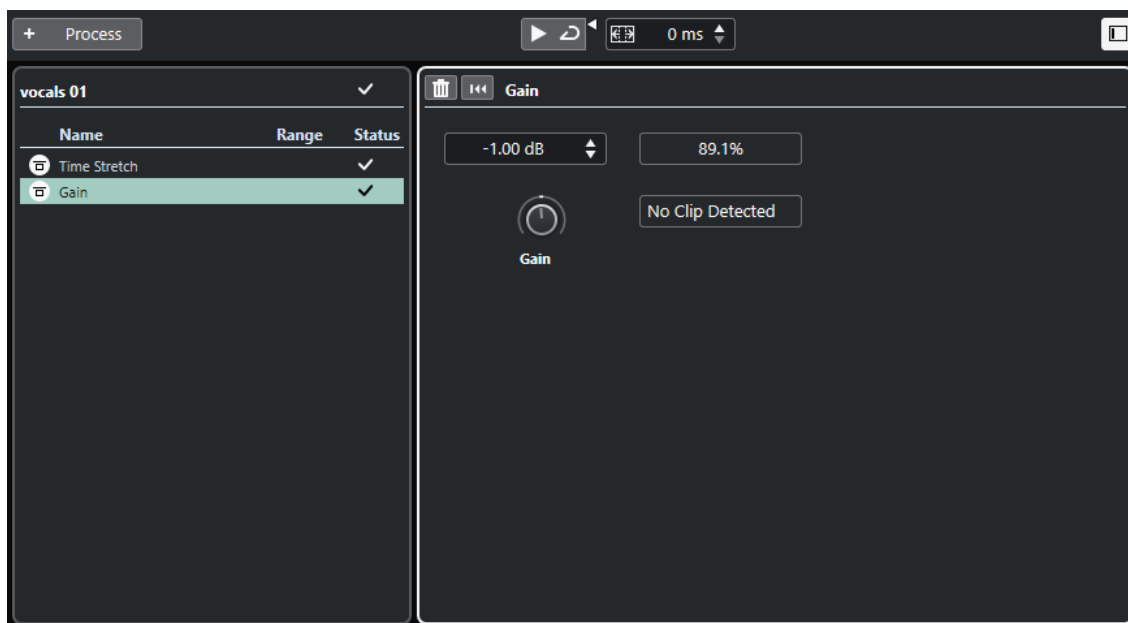 + Process
0 ms
vocals 01
Name Range Status
Time Stretch
Gain
Gain
-1.00 dB
89.1%
No Clip Detected
Gain